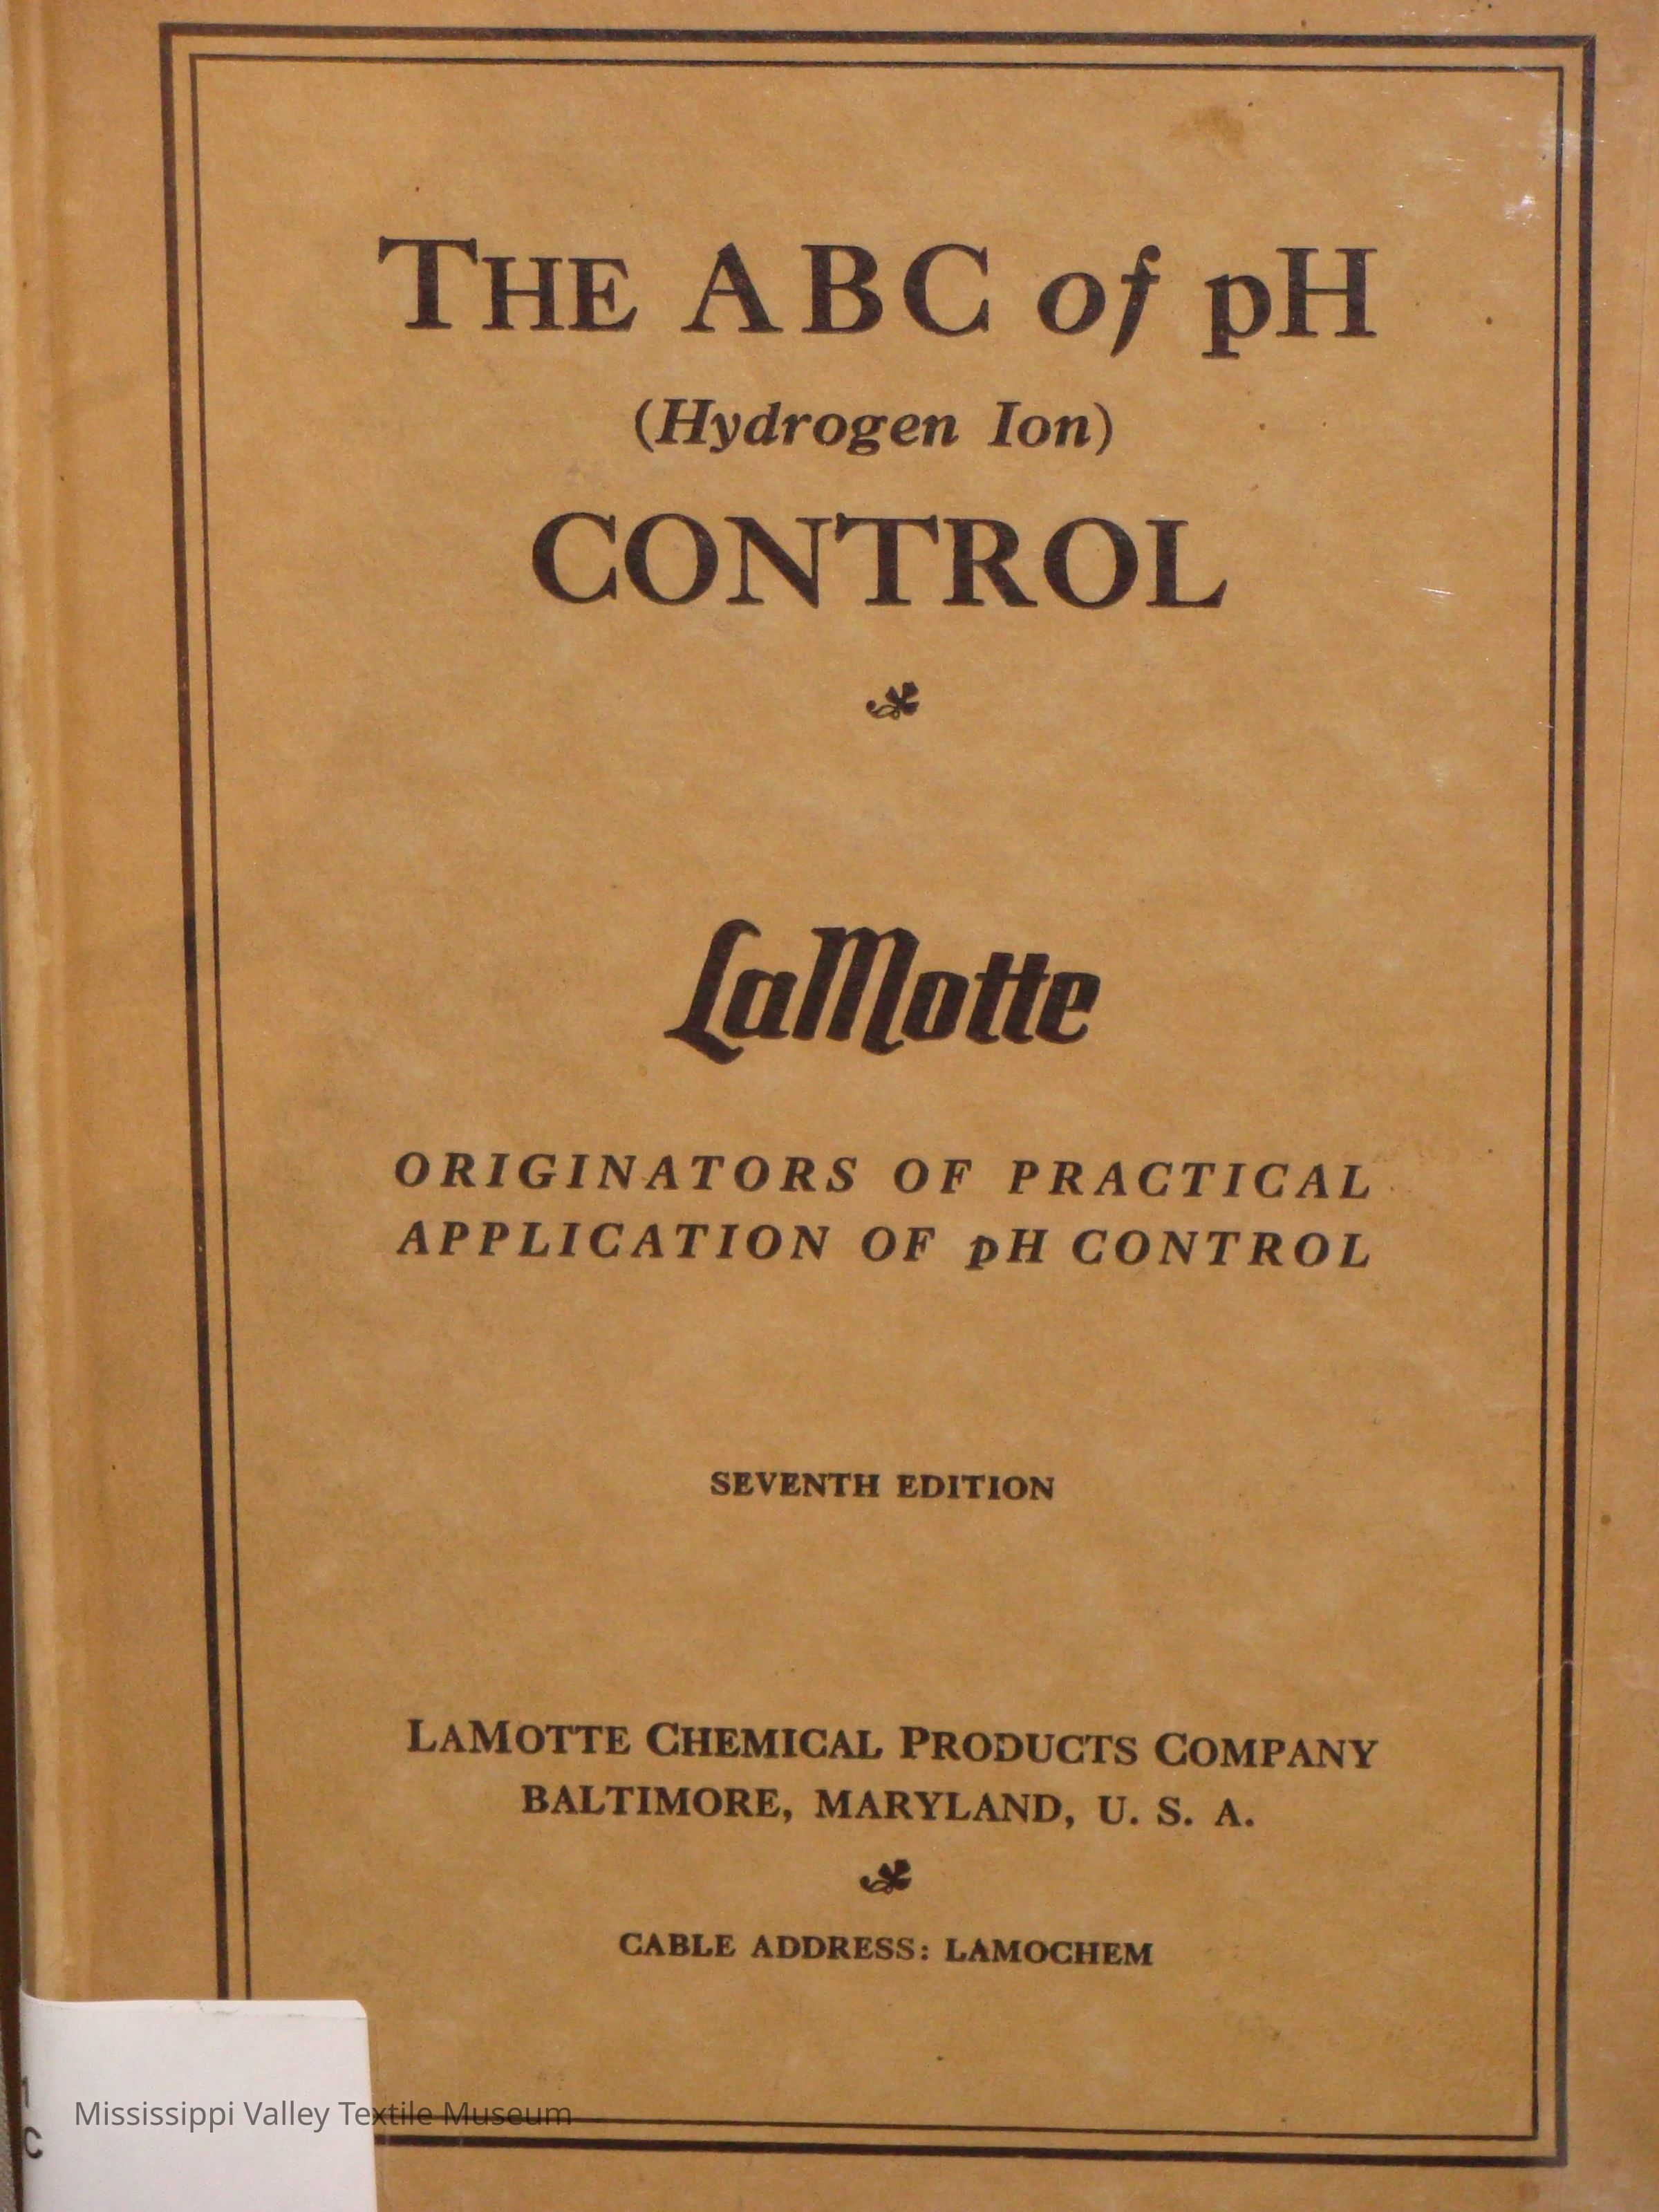 THE ABC of pH
(Hydrogen Ion)
CONTROL
LaMotte
ORIGINATORS OF PRACTICAL
APPLICATION OF pH CONTROL
SEVENTH EDITION
LAMOTTE CHEMICAL PRODUCTS COMPANY
BALTIMORE, MARYLAND, U. S. A.
CABLE ADDRESS: LAMOCHEM
Mississippi Valley Textile Museum